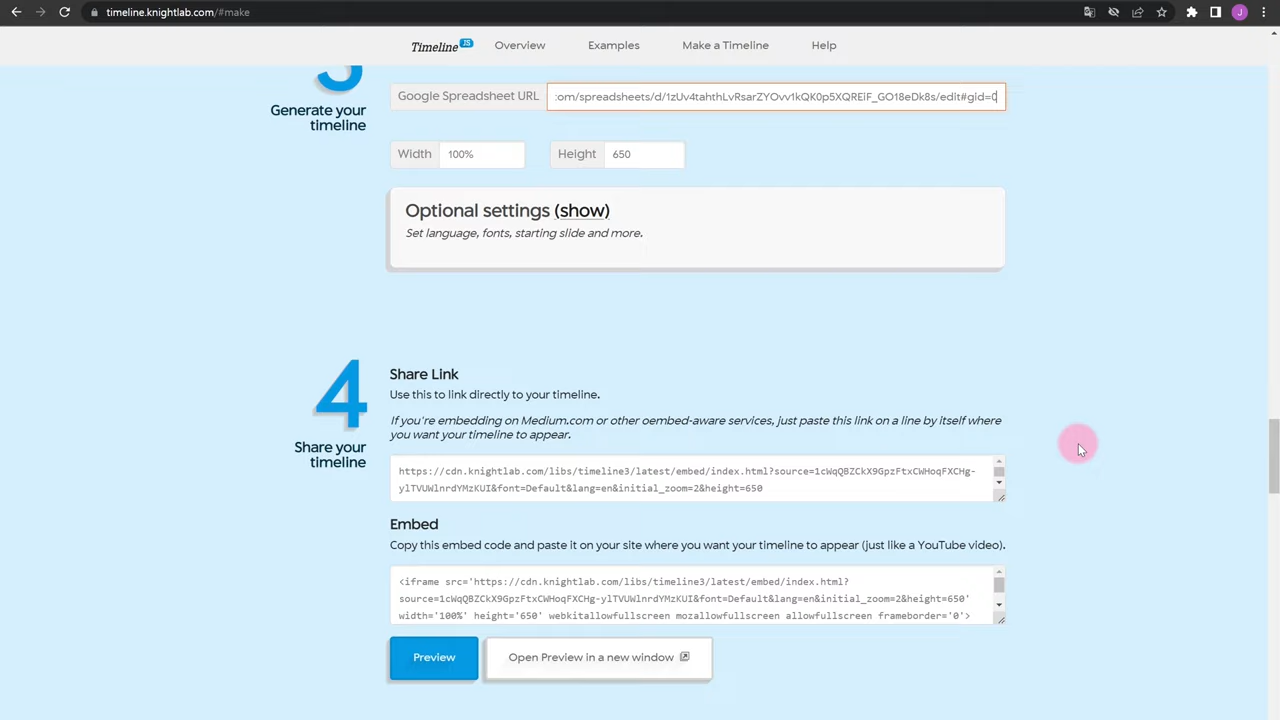 timeline.knightlab.com/#make
J
Timeline JS
Overview
Examples
Make a Timeline
Help
3
Generate your
timeline
Google Spreadsheet URL
:om/spreadsheets/d/1zUv4tahthLvRsarZYOvv1kQK0p5XQREiF_GO18eDk8s/edit#gid=0
Width
100%
Height
650
Optional settings (show)
Set language, fonts, starting slide and more.
4
Share your
timeline
Share Link
Use this to link directly to your timeline.
If you're embedding on Medium.com or other oembed-aware services, just paste this link on a line by itself where
you want your timeline to appear.
https://cdn.knightlab.com/libs/timeline3/latest/embed/index.html?source=1cWqQBZCkX9GpzFtxCWHoqFXCHg-
ylTVUWlnrdYMzKUI&font=Default&lang=en&initial_zoom=2&height=650
Embed
Copy this embed code and paste it on your site where you want your timeline to appear (just like a YouTube video).
<iframe src='https://cdn.knightlab.com/libs/timeline3/latest/embed/index.html?
source=1cWqQBZCkX9GpzFtxCWHoqFXCHg-ylTVUWlnrdYMzKUI&font=Default&lang=en&initial_zoom=2&height=650'
width='100%' height='650' webkitallowfullscreen mozallowfullscreen allowfullscreen frameborder='0'>
Preview
Open Preview in a new window